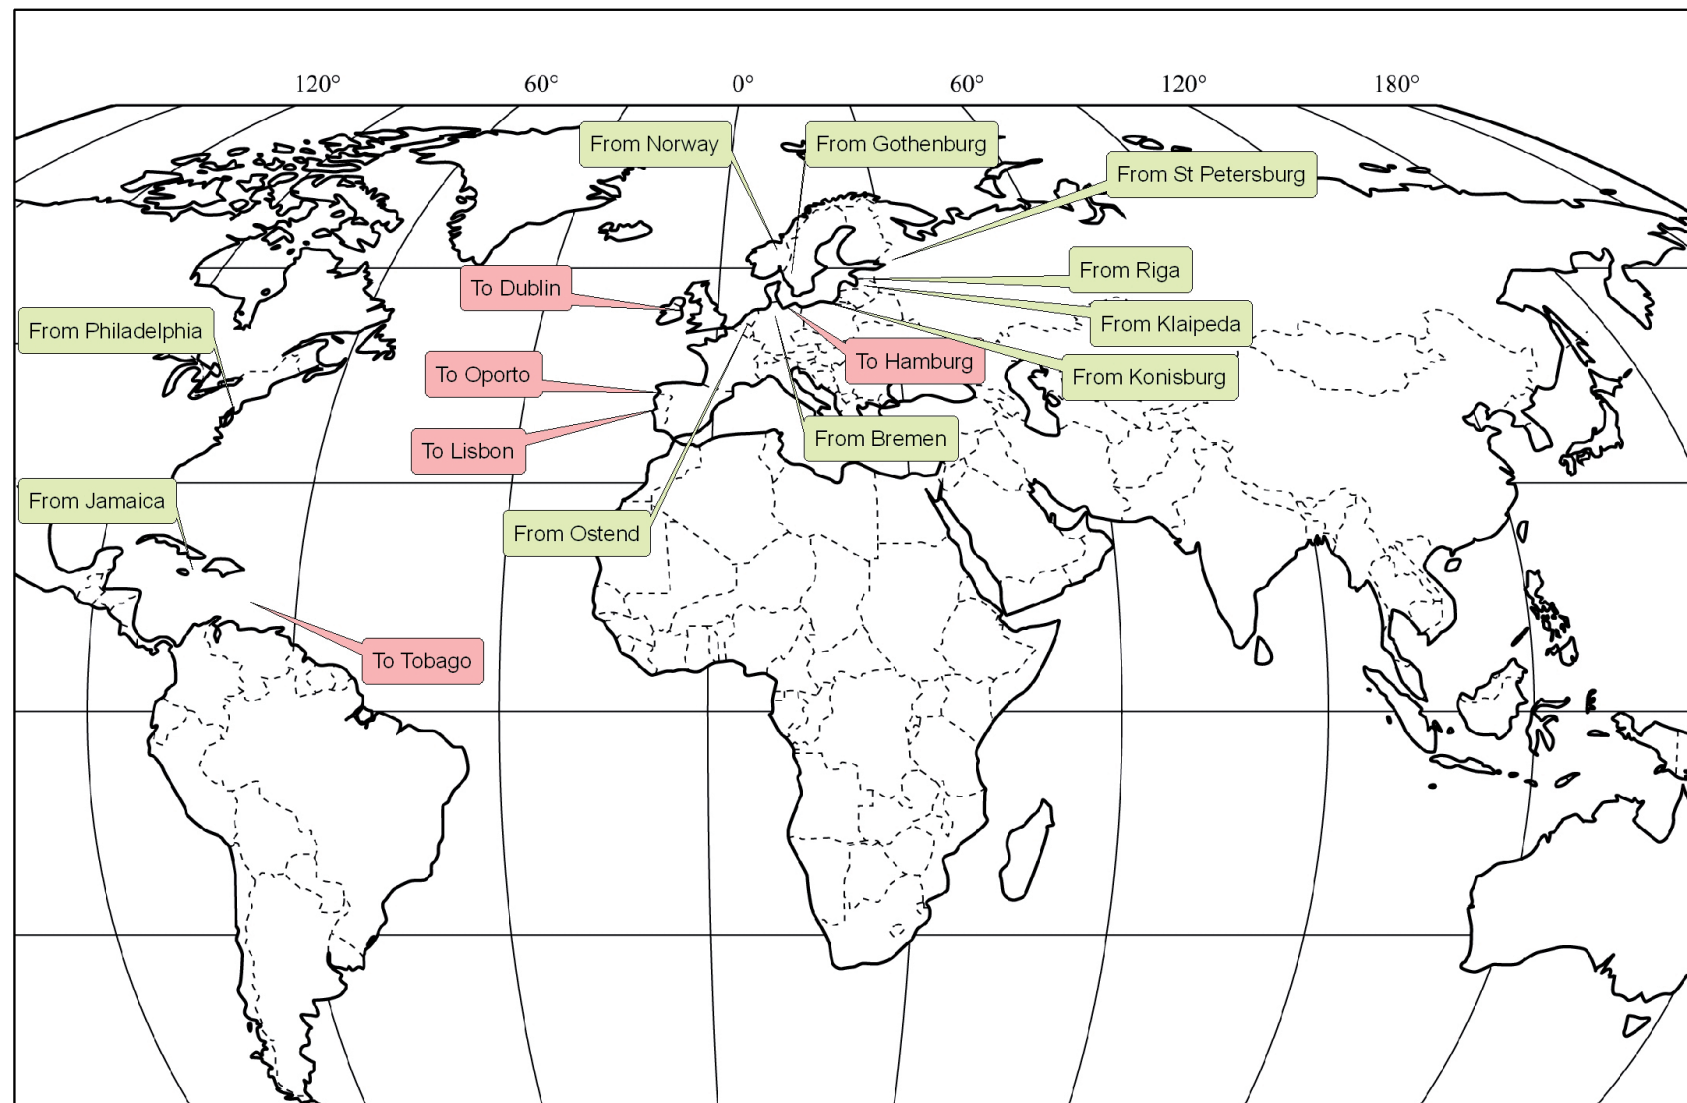 120°
60°
0°
60°
120°
180°
From Norway
From Gothenburg
From St Petersburg
From Riga
To Dublin
From Philadelphia
From Klaipeda
To Hamburg
To Oporto
From Konisburg
From Bremen
To Lisbon
From Jamaica
From Ostend
To Tobago